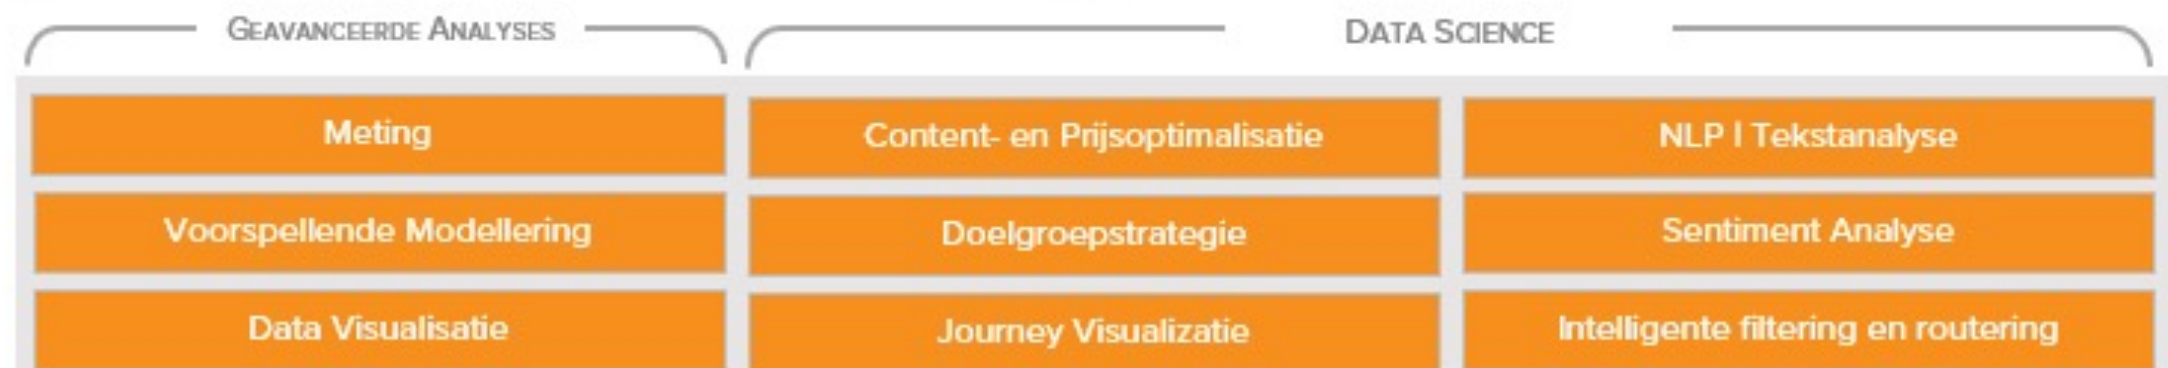 GEAVANCEERDE ANALYSES
DATA SCIENCE
Meting
Content- en Prijsoptimalisatie
NLP | Tekstanalyse
Voorspellende Modellering
Doelgroepstrategie
Sentiment Analyse
Data Visualisatie
Journey Visualizatie
Intelligente filtering en routering